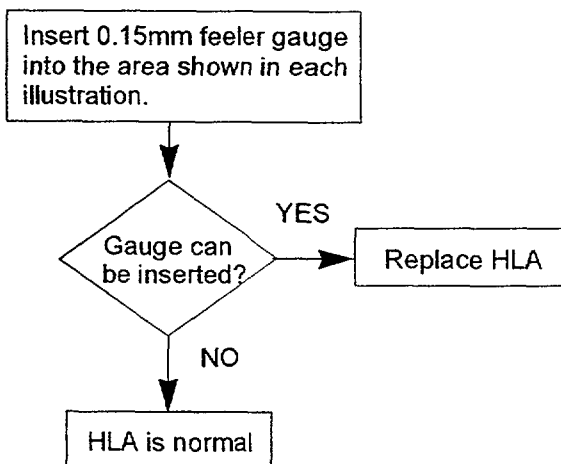 Insert 0.15mm feeler gauge
into the area shown in each
illustration.
YES
Gauge can
be inserted?
Replace HLA
NO
HLA is normal